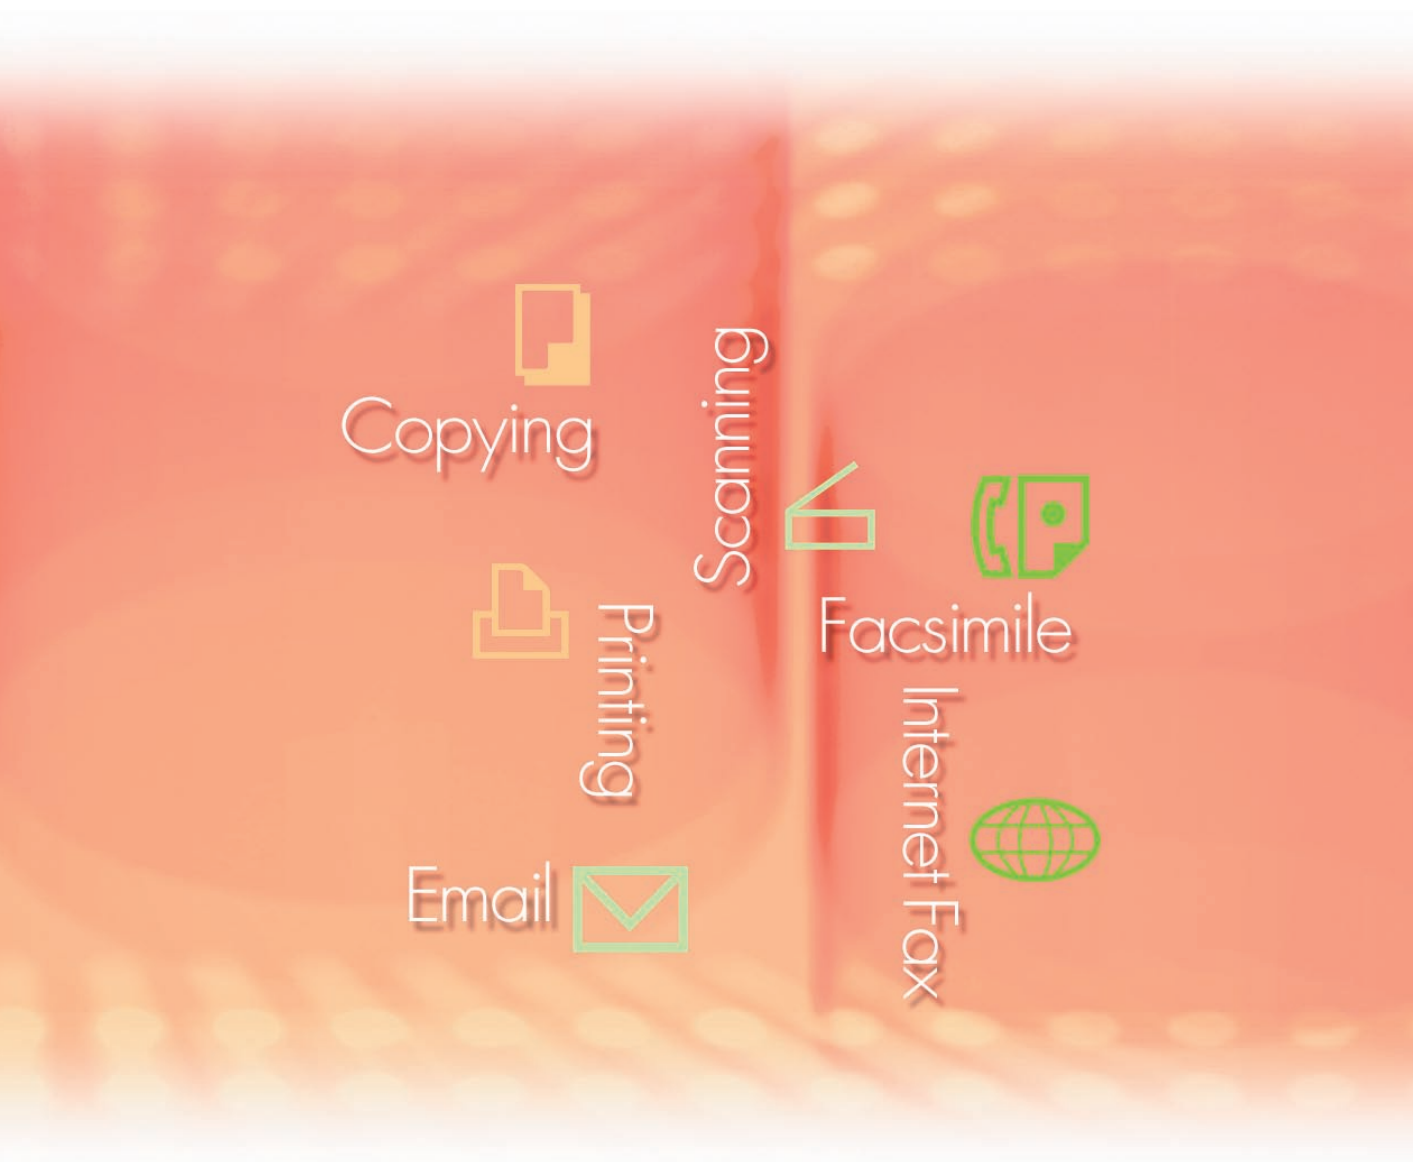 Copying
Scanning
Printing
Facsimile
Internet Fax
Email